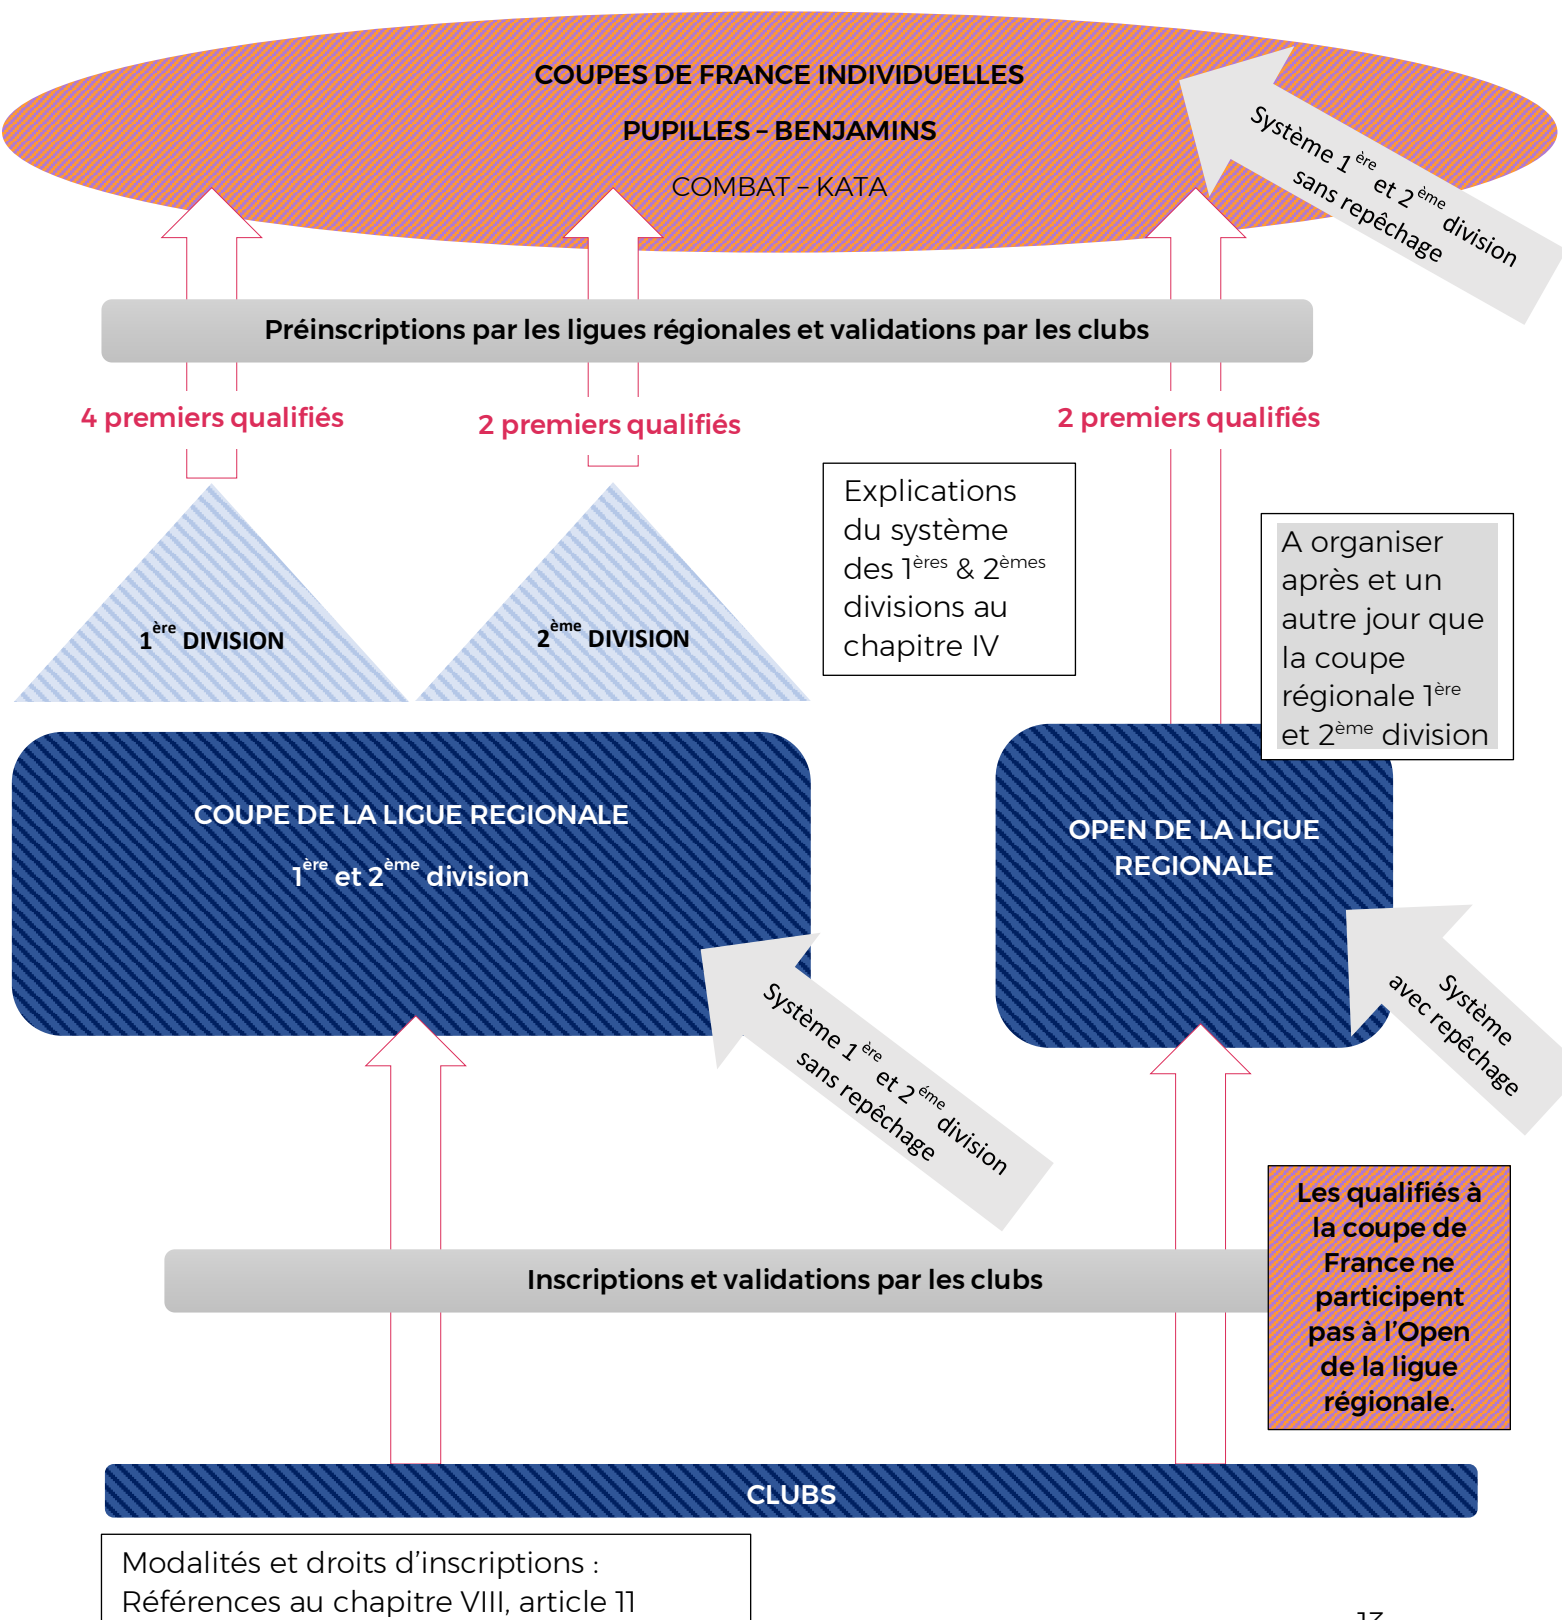 COUPES DE FRANCE INDIVIDUELLES
PUPILLES – BENJAMINS
COMBAT – KATA
Système 1ère et 2ème division
sans repêchage
Préinscriptions par les ligues régionales et validations par les clubs
4 premiers qualifiés
2 premiers qualifiés
2 premiers qualifiés
Explications
du système
des 1ères & 2èmes
divisions au
chapitre IV
A organiser
après et un
autre jour que
la coupe
régionale 1ère
et 2ème division
1ère DIVISION
2ème DIVISION
COUPE DE LA LIGUE REGIONALE
1ère et 2ème division
OPEN DE LA LIGUE
REGIONALE
Système 1ère et 2éme division
sans repêchage
Système
avec repêchage
Les qualifiés à
la coupe de
France ne
participent
pas à l’Open
de la ligue
régionale.
Inscriptions et validations par les clubs
CLUBS
Modalités et droits d’inscriptions :
Références au chapitre VIII, article 11